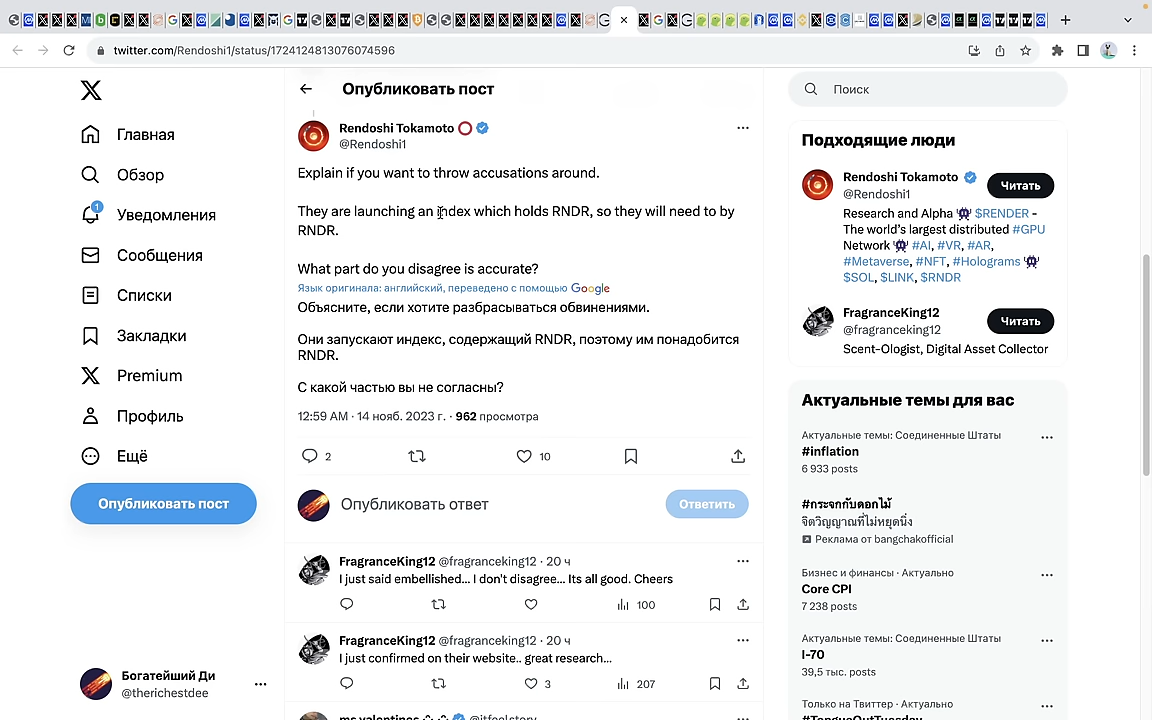 twitter.com/Rendoshi1/status/1724124813076074596
Главная
Обзор
1
Уведомления
Сообщения
Списки
Закладки
Premium
Профиль
Ещё
Опубликовать пост
Богатейший Ди
@therichestdee
Опубликовать пост
Rendoshi Tokamoto
@Rendoshi1
Explain if you want to throw accusations around.
They are launching an index which holds RNDR, so they will need to by
RNDR.
What part do you disagree is accurate?
Язык оригинала: английский, переведено с помощью Google
Объясните, если хотите разбрасываться обвинениями.
Они запускают индекс, содержащий RNDR, поэтому им понадобится
RNDR.
С какой частью вы не согласны?
12:59 AM · 14 нояб. 2023 г. · 962 просмотра
2
10
Опубликовать ответ
Ответить
FragranceKing12 @fragranceking12 · 20 ч
I just said embellished... I don't disagree... Its all good. Cheers
100
FragranceKing12 @fragranceking12 · 20 ч
I just confirmed on their website.. great research...
3
207
Поиск
Подходящие люди
Rendoshi Tokamoto
@Rendoshi1
Читать
Research and Alpha $RENDER -
The world's largest distributed #GPU
Network #AI, #VR, #AR,
#Metaverse, #NFT, #Holograms
$SOL, $LINK, $RNDR
FragranceKing12
@fragranceking12
Читать
Scent-Ologist, Digital Asset Collector
Актуальные темы для вас
Актуальные темы: Соединенные Штаты
#inflation
6 933 posts
#กระจกกับดอกไม้
จิตวิญญาณที่ไม่หยุดนิ่ง
Реклама от bangchakofficial
Бизнес и финансы · Актуально
Core CPI
7 238 posts
Актуальные темы: Соединенные Штаты
I-70
39,5 тыс. posts
Только на Твиттер · Актуально
#TongueOutTuesday